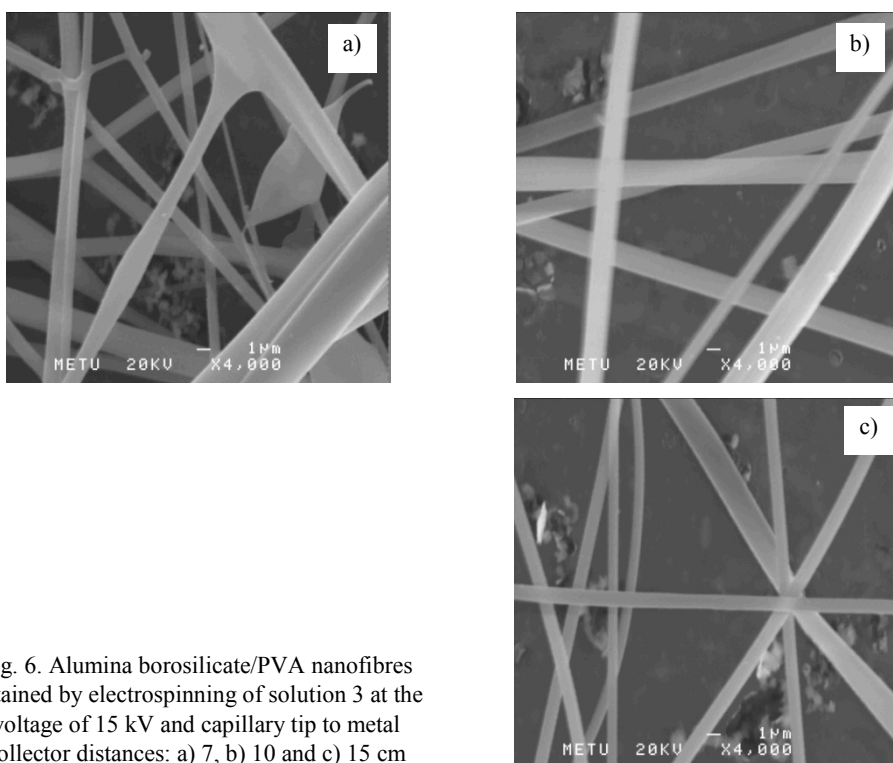 a)
1µm
METU 20KV X4,000
b)
1µm
METU 20KV X4,000
c)
1µm
METU 20KV X4,000
g. 6. Alumina borosilicate/PVA nanofibres
tained by electrospinning of solution 3 at the
voltage of 15 kV and capillary tip to metal
ollector distances: a) 7, b) 10 and c) 15 cm